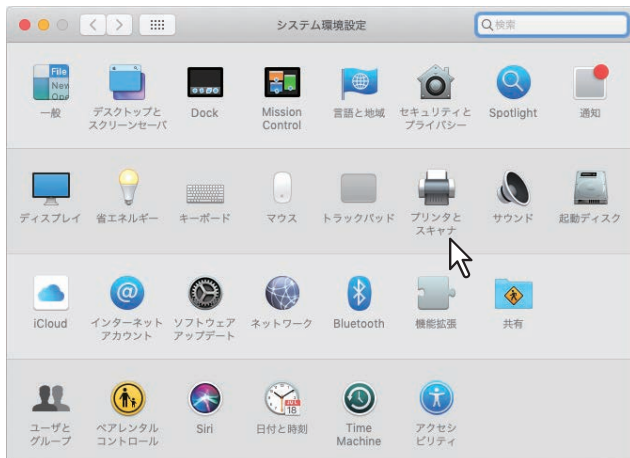 システム環境設定
検索
File
New
Ope
一般
デスクトップと
スクリーンセーバ
Dock
Mission
Control
言語と地域
セキュリティと
プライバシー
Spotlight
通知
ディスプレイ
省エネルギー
キーボード
マウス
トラックパッド
プリンタと
スキャナ
サウンド
起動ディスク
iCloud
インターネット
アカウント
ソフトウェア
アップデート
ネットワーク
Bluetooth
機能拡張
共有
ユーザと
グループ
ペアレンタル
コントロール
Siri
JUL
18
日付と時刻
Time
Machine
アクセシ
ビリティ